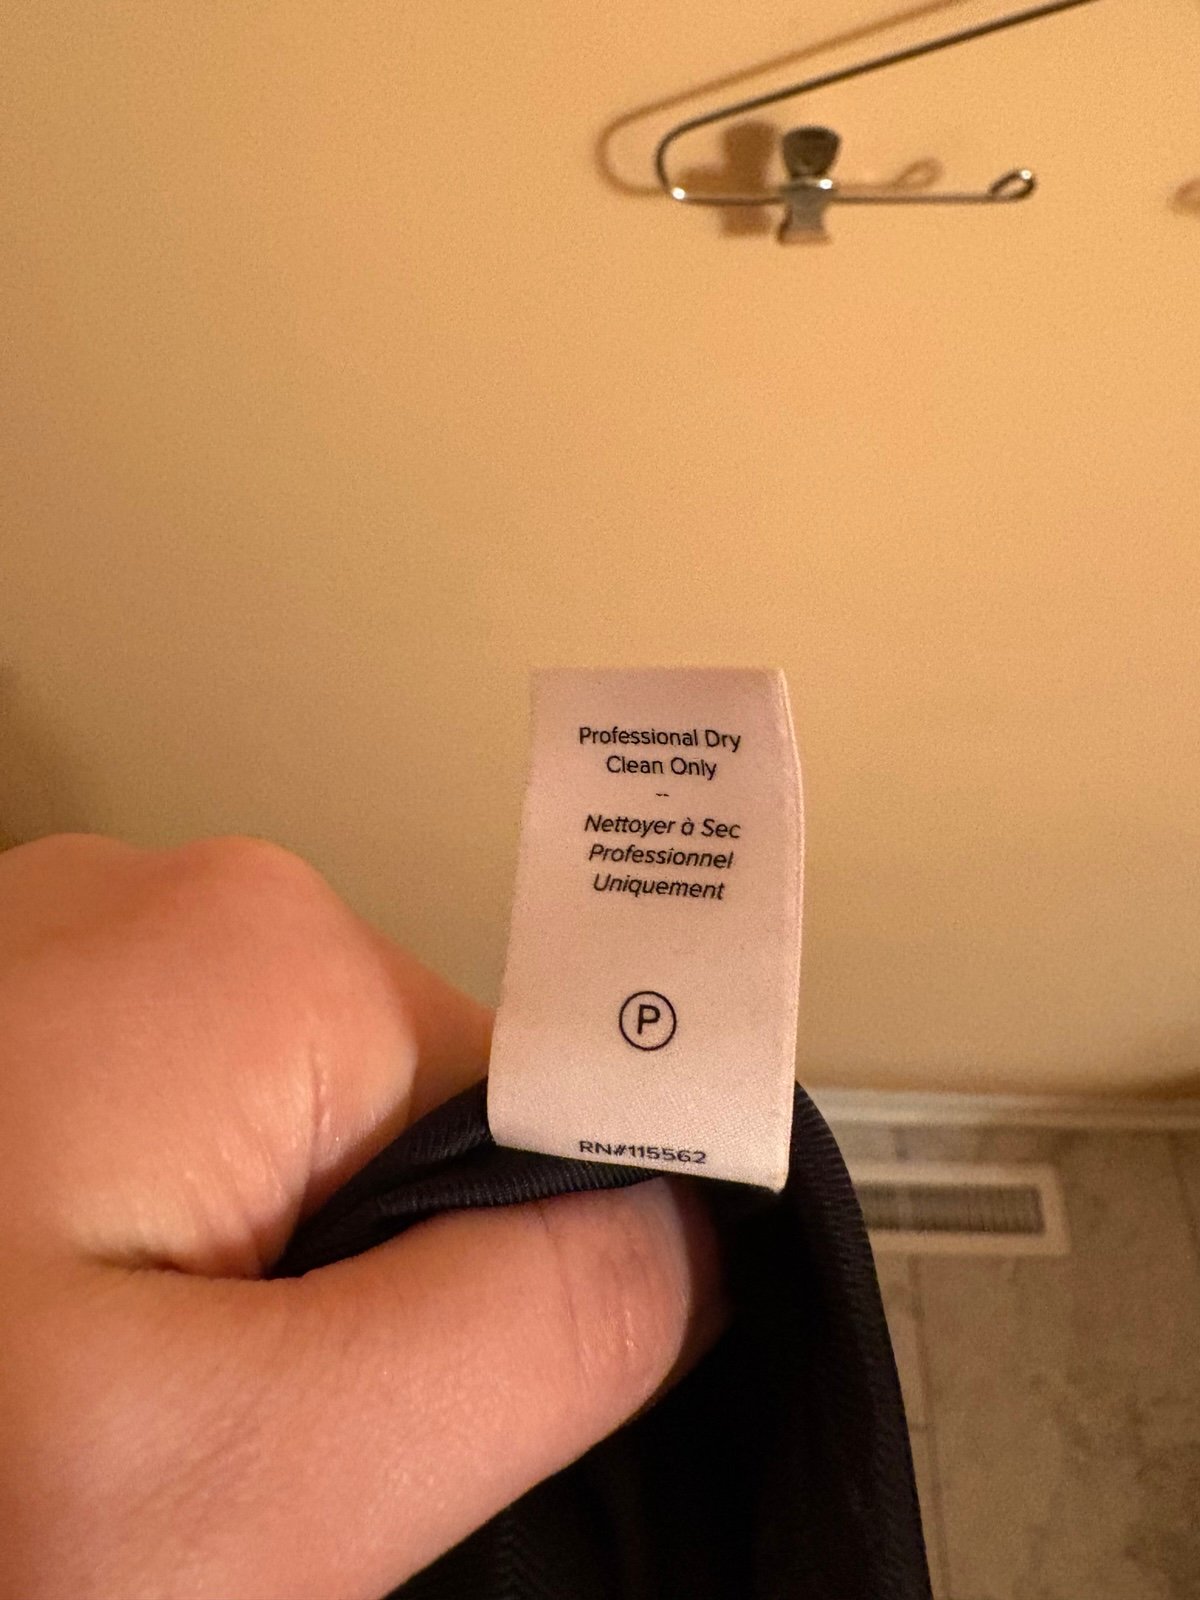 Professional Dry
Clean Only
--
Nettoyer à Sec
Professionnel
Uniquement
P
RN#115562